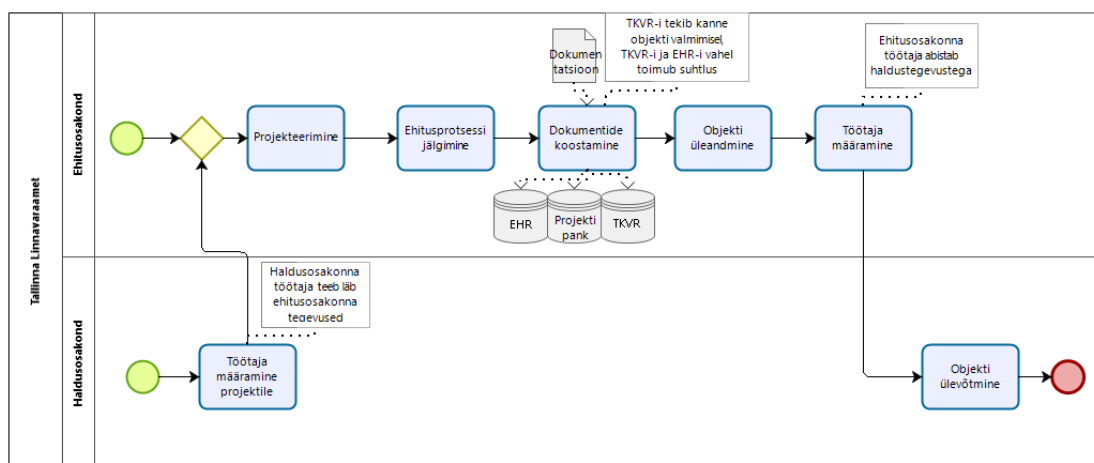 Tallinna Linnavaraamet
Ehitusosakond
Dokumen
tatsioon
TKVR-i tekib kanne
objekti valmimisel,
TKVR-i ja EHR-i vahel
toimub suhtlus
Ehitusosakonna
töötaja abistab
haldustegevustega
Projekteerimine
Ehitusprotsessi
jälgimine
Dokumentide
koostamine
Objekti
üleandmine
Töötaja
määramine
EHR
Projekti
pank
TKVR
Haldusosakond
Haldusosakonna
töötaja teeb läb
ehitusosakonna
tegevused
Töötaja
määramine
projektile
Objekti
ülevõtmine